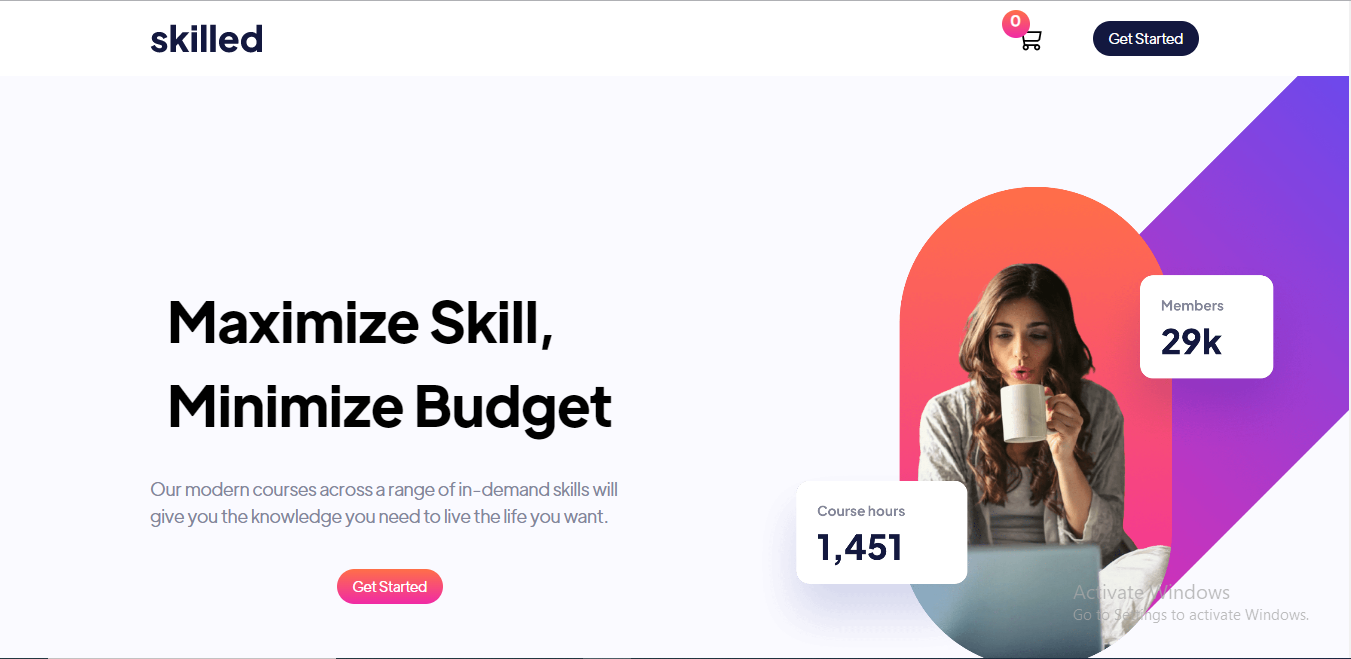 skilled
0
Get Started
Maximize Skill,
Minimize Budget
Our modern courses across a range of in-demand skills will
give you the knowledge you need to live the life you want.
Get Started
Members
29k
Course hours
1,451
Activate Windows
Go to Settings to activate Windows.